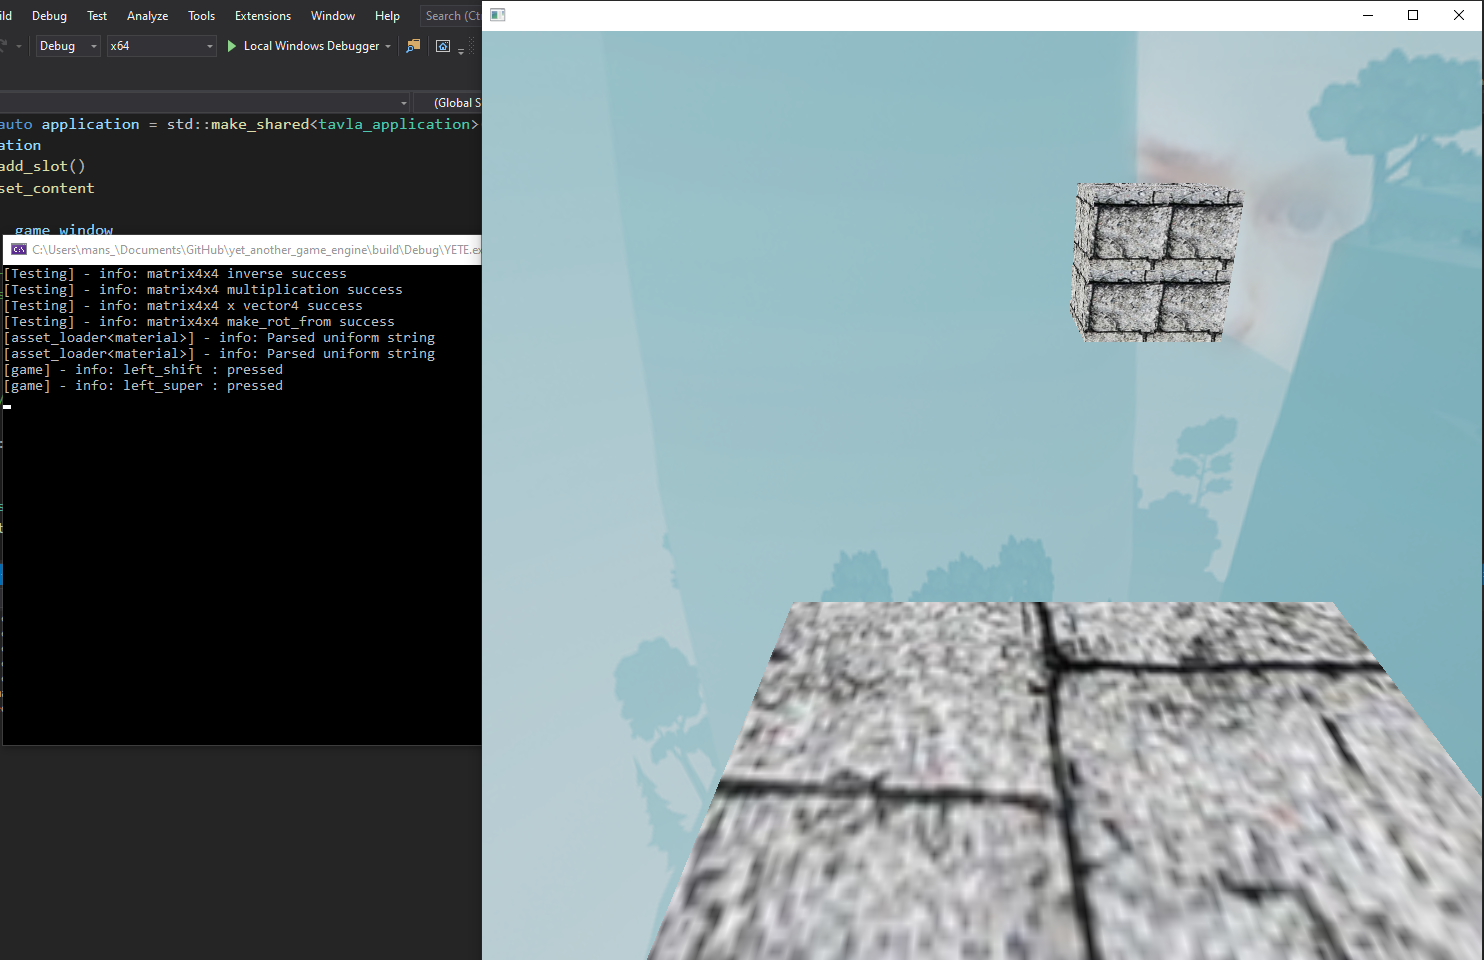 Debug Test Analyze Tools Extensions Window Help Search (Ct
Debug x64 Local Windows Debugger
(Global S
auto application = std::make_shared<tavla_application>
ation
add_slot()
set_content
game_window
C:\Users\mans_\Documents\GitHub\yet_another_game_engine\build\Debug\YETE.ex
[Testing] - info: matrix4x4 inverse success
[Testing] - info: matrix4x4 multiplication success
[Testing] - info: matrix4x4 x vector4 success
[Testing] - info: matrix4x4 make_rot_from success
[asset_loader<material>] - info: Parsed uniform string
[asset_loader<material>] - info: Parsed uniform string
[game] - info: left_shift : pressed
[game] - info: left_super : pressed